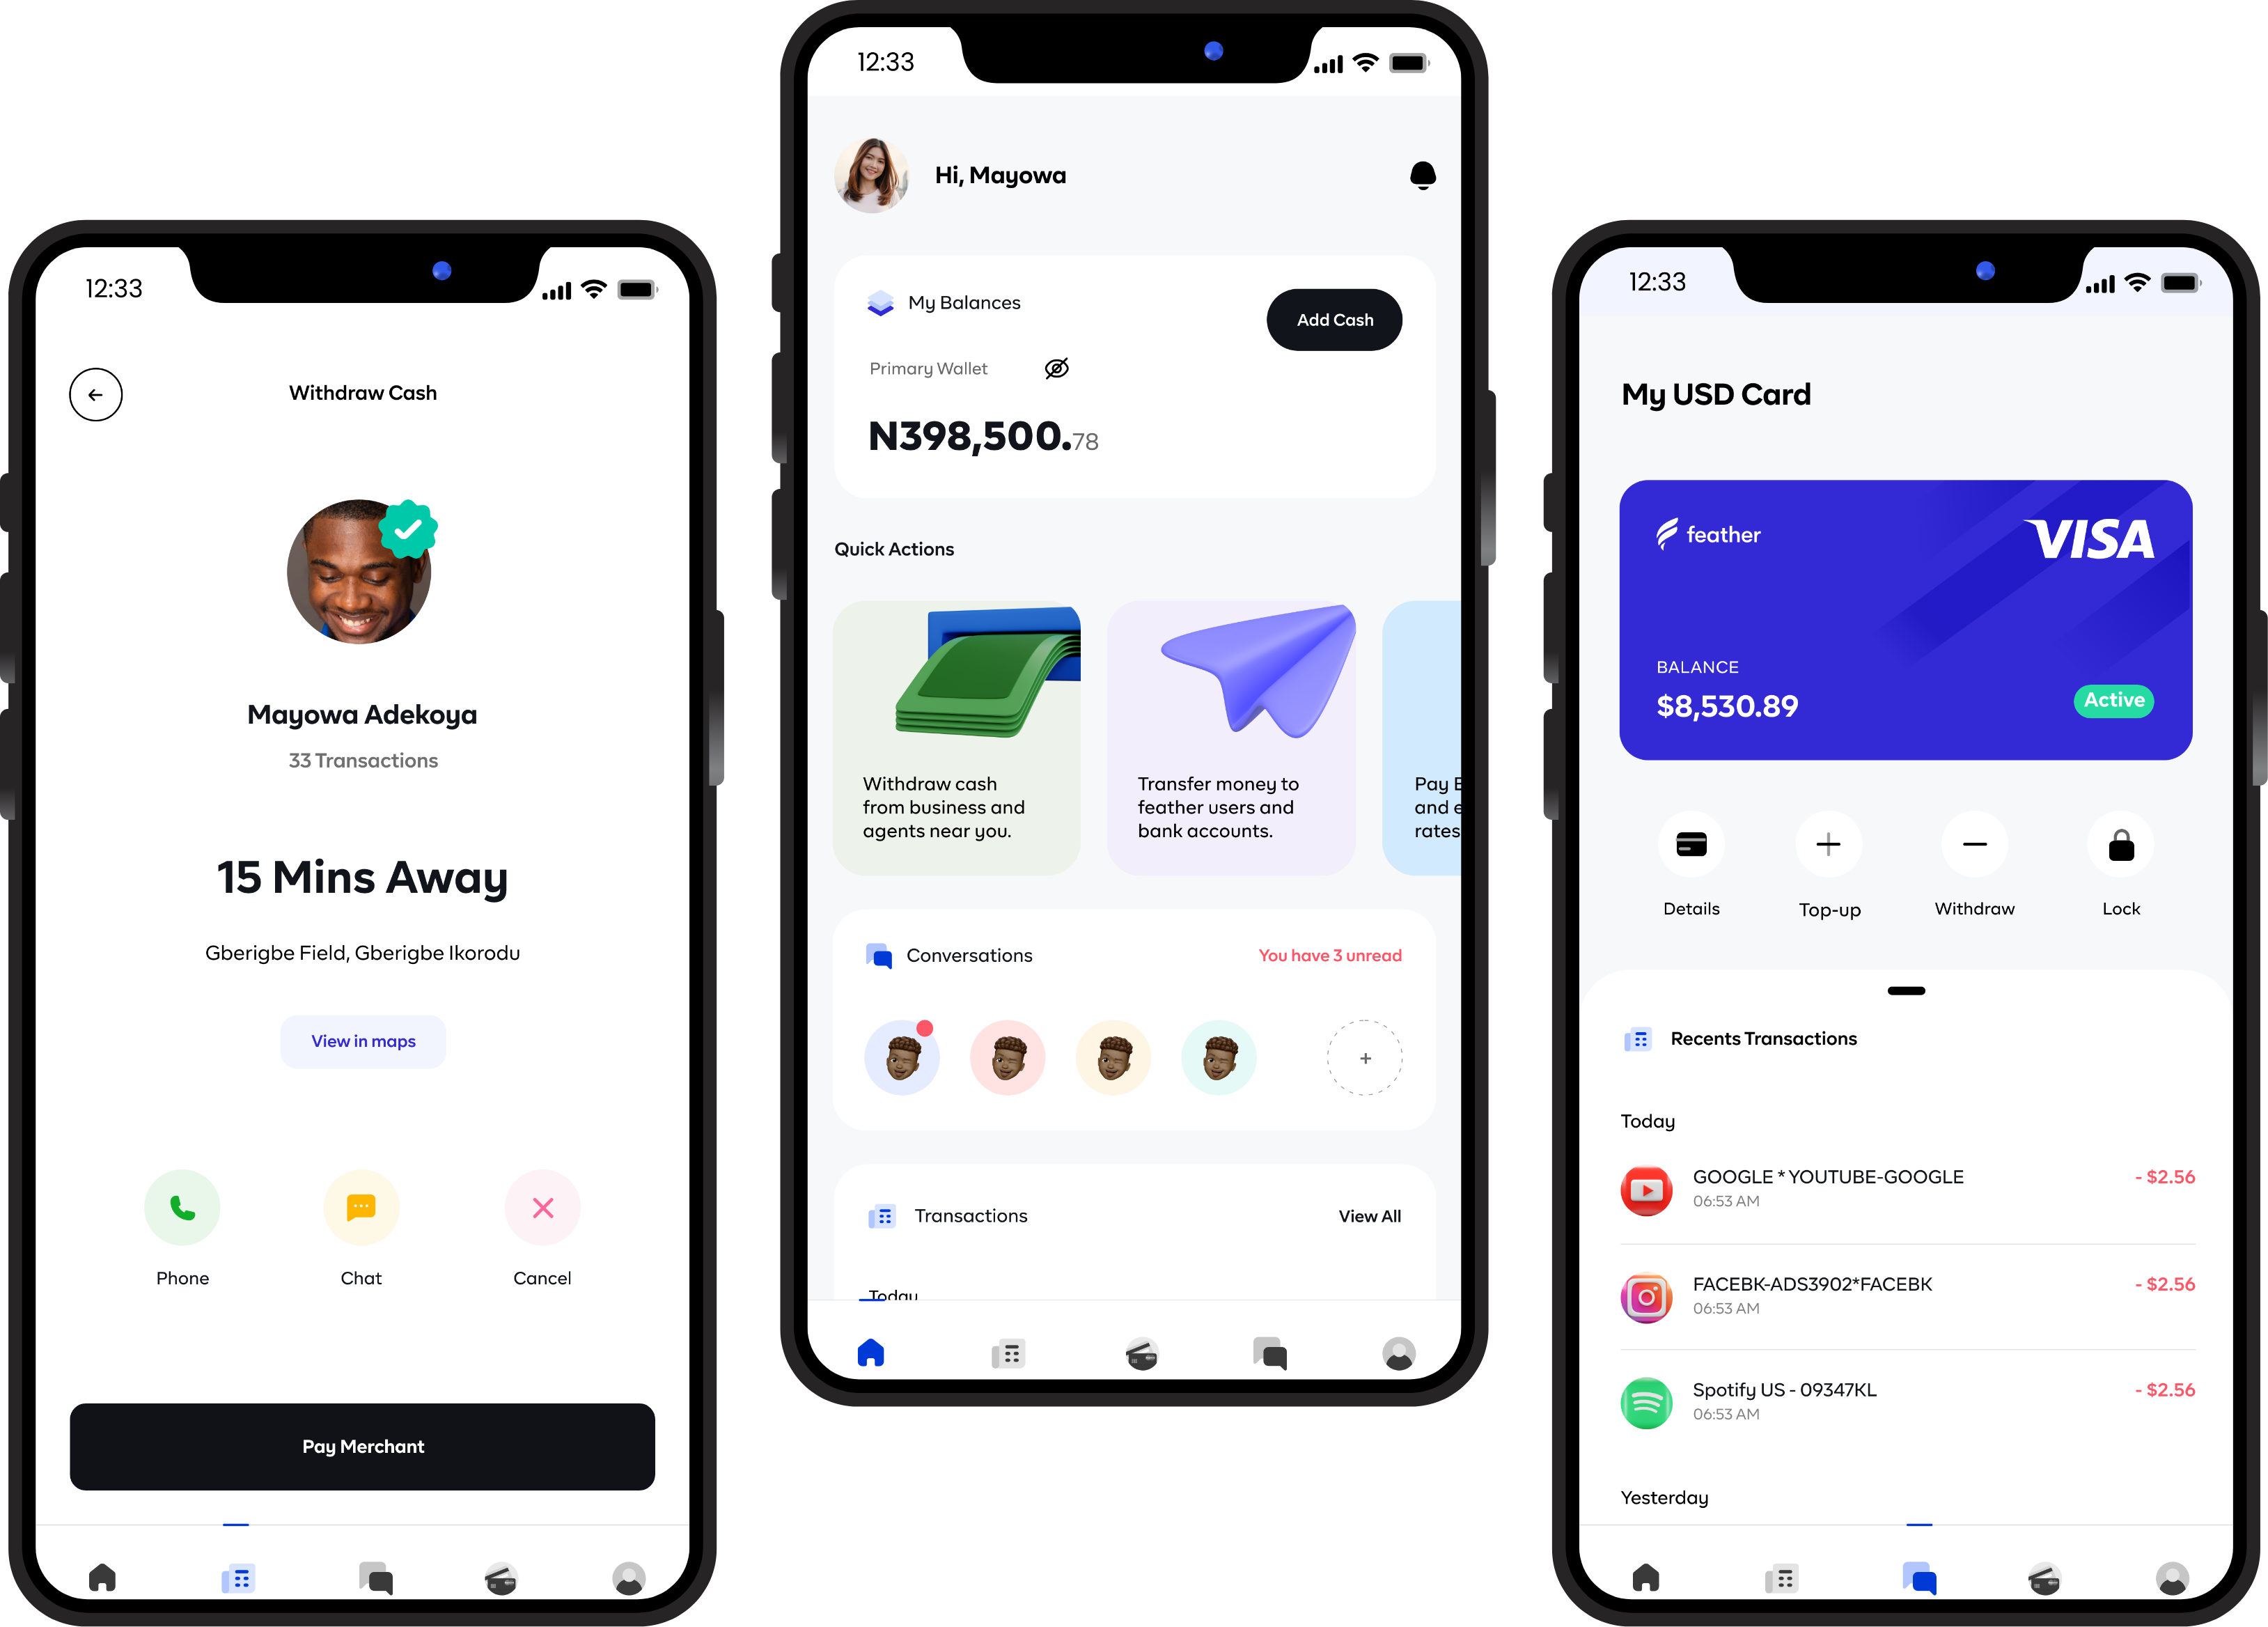 12:33
Withdraw Cash
Mayowa Adekoya
33 Transactions
15 Mins Away
Gberigbe Field, Gberigbe Ikorodu
View in maps
Phone Chat Cancel
Pay Merchant
12:33
Hi, Mayowa
My Balances
Add Cash
Primary Wallet
N398,500.78
Quick Actions
Withdraw cash
from business and
agents near you.
Transfer money to
feather users and
bank accounts.
Pay
and
rates
Conversations
You have 3 unread
Transactions
View All
Today
12:33
My USD Card
feather
VISA
BALANCE
$8,530.89
Active
Details Top-up Withdraw Lock
Recents Transactions
Today
GOOGLE * YOUTUBE-GOOGLE - $2.56
06:53 AM
FACEBK-ADS3902*FACEBK - $2.56
06:53 AM
Spotify US - 09347KL - $2.56
06:53 AM
Yesterday